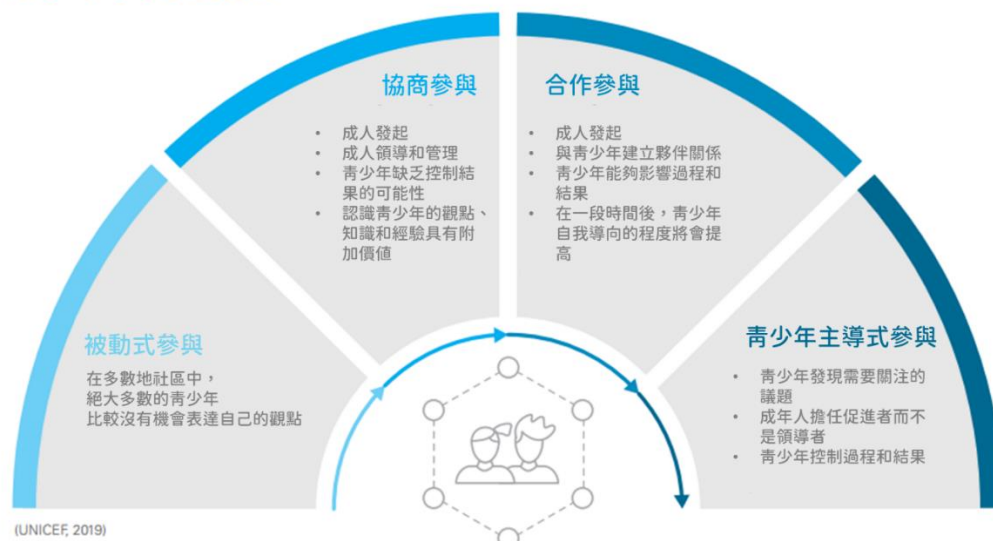 被動式參與
在多數地社區中，
絕大多數的青少年
比較沒有機會表達自己的觀點
協商參與
• 成人發起
• 成人領導和管理
• 青少年缺乏控制結
果的可能性
• 認識青少年的觀點、
知識和經驗具有附
加價值
合作參與
• 成人發起
• 與青少年建立夥伴關係
• 青少年能夠影響過程和
結果
• 在一段時間後，青少年
自我導向的程度將會提
高
青少年主導式參與
• 青少年發現需要關注的
議題
• 成年人擔任促進者而不
是領導者
• 青少年控制過程和結果
(UNICEF, 2019)